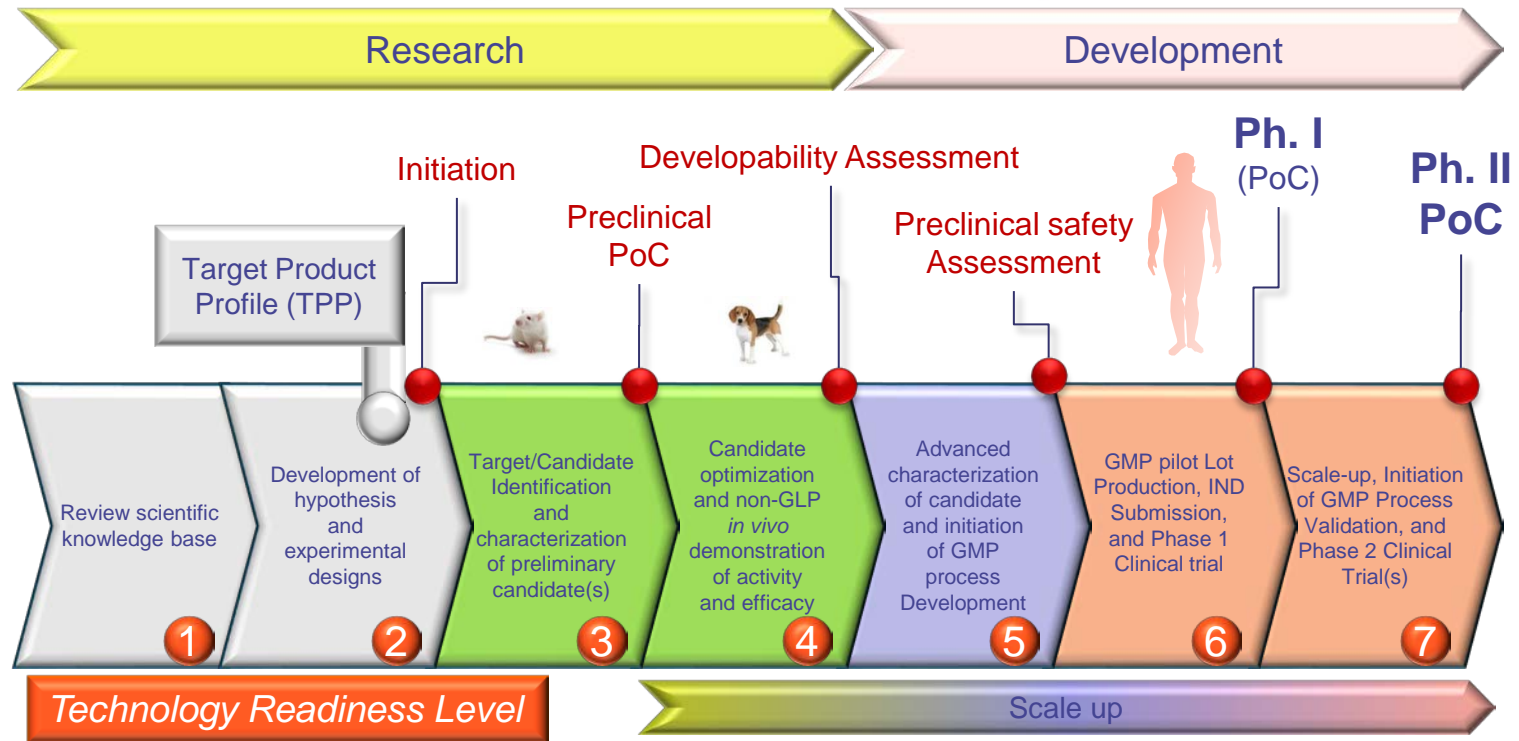 Research
Development
Initiation
Developability Assessment
Ph. I
(PoC)
Ph. II
PoC
Preclinical
PoC
Preclinical safety
Assessment
Target Product
Profile (TPP)
Review scientific
knowledge base
1
Development of
hypothesis
and
experimental
designs
2
Target/Candidate
Identification
and
characterization
of preliminary
candidate(s)
3
Candidate
optimization
and non-GLP
in vivo
demonstration
of activity
and efficacy
4
Advanced
characterization
of candidate
and initiation
of GMP
process
Development
5
GMP pilot Lot
Production, IND
Submission,
and Phase 1
Clinical trial
6
Scale-up, Initiation
of GMP Process
Validation, and
Phase 2 Clinical
Trial(s)
7
Technology Readiness Level
Scale up